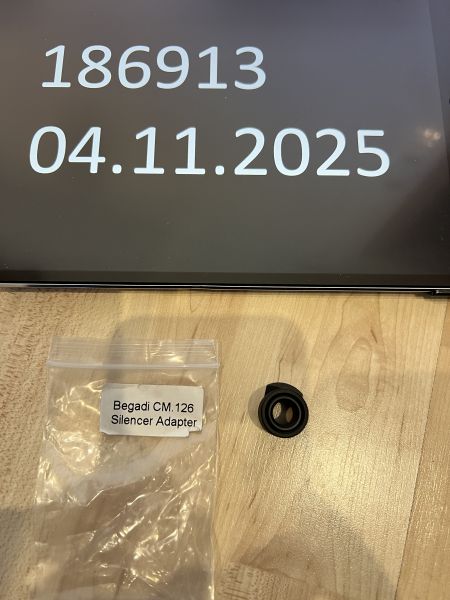 186913
04.11.2025
Begadi CM.126
Silencer Adapter